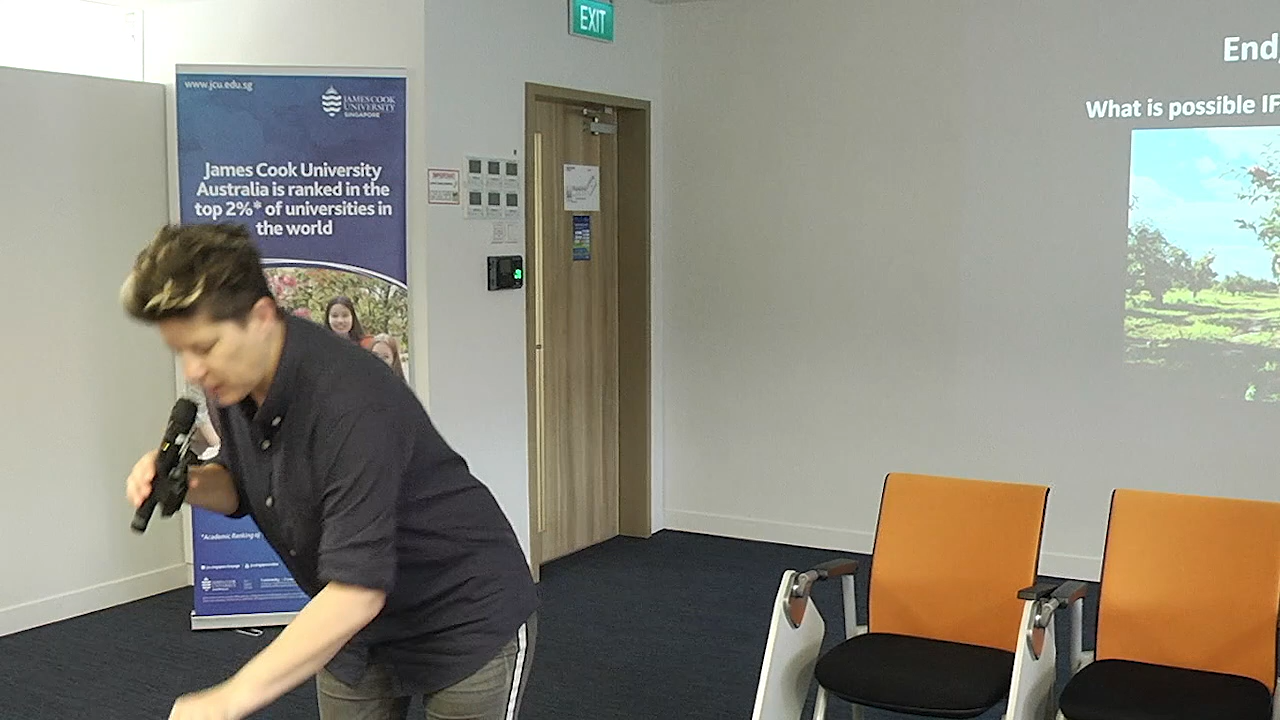 EXIT
www.jcu.edu.sg
JAMES COOK
UNIVERSITY
SINGAPORE
James Cook University
Australia is ranked in the
top 2%* of universities in
the world
*Academic Ranking of
End
What is possible IF